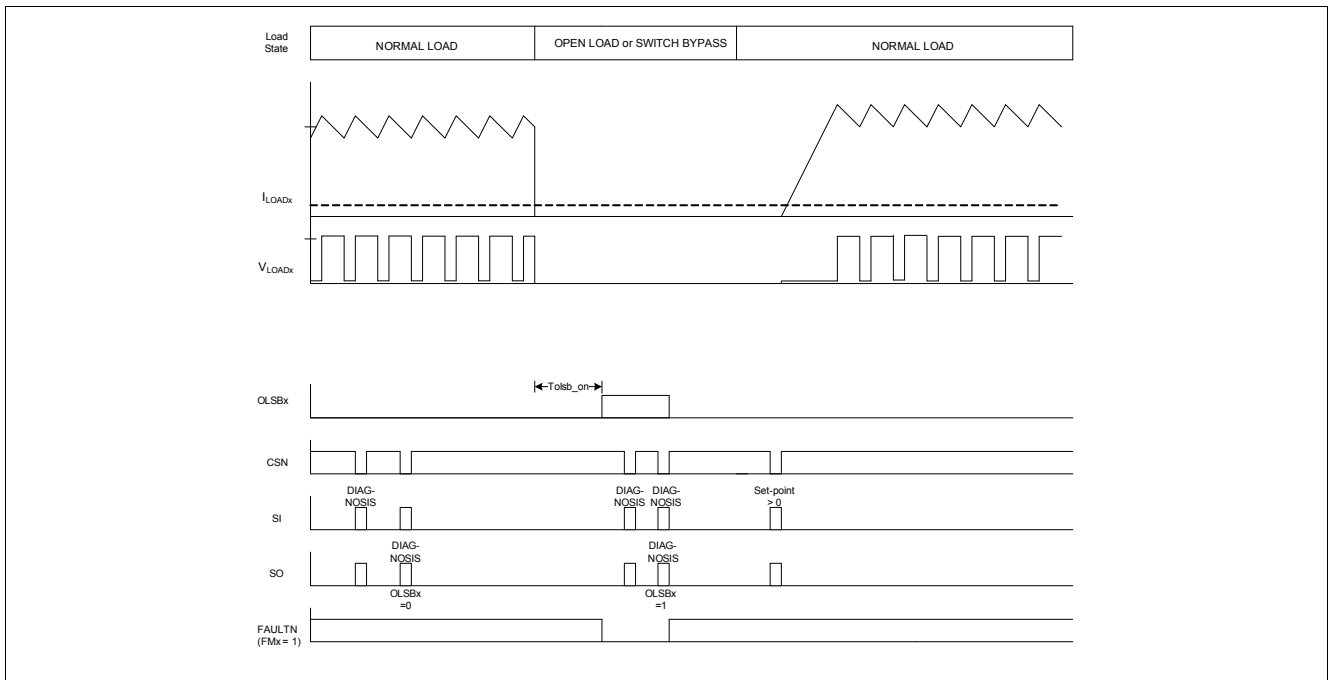 Load
State
NORMAL LOAD
OPEN LOAD or SWITCH BYPASS
NORMAL LOAD
ILOADx
VLOADx
Tolsb_on
OLSBx
CSN
DIAG-
NOSIS
DIAG-
NOSIS
DIAG-
NOSIS
Set-point
> 0
SI
DIAG-
NOSIS
DIAG-
NOSIS
SO
OLSBx
=0
OLSBx
=1
FAULTN
(FMx = 1)